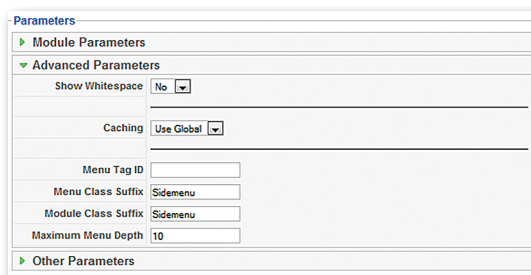 Parameters
Module Parameters
Advanced Parameters
Show Whitespace No
Caching Use Global
Menu Tag ID
Menu Class Suffix Sidemenu
Module Class Suffix Sidemenu
Maximum Menu Depth 10
Other Parameters